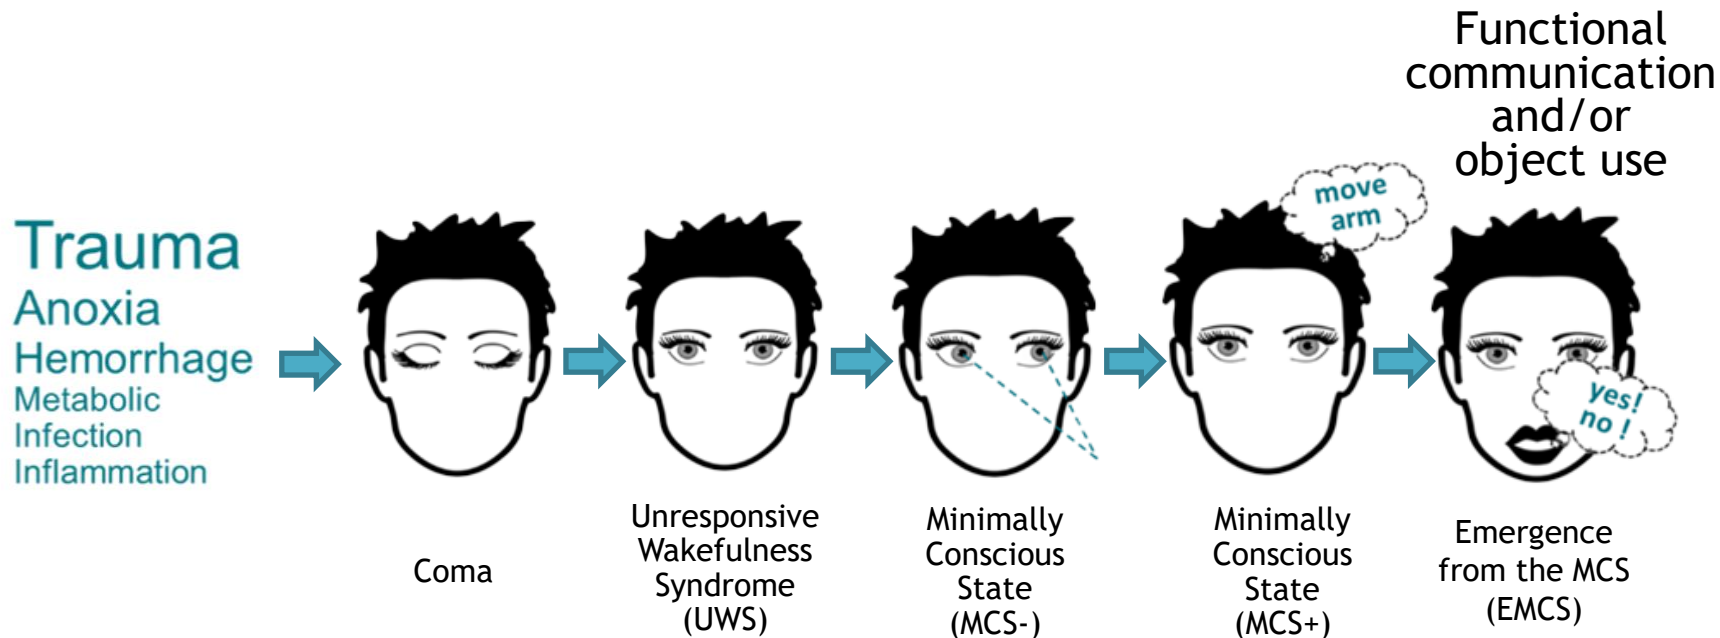 Functional
communication
and/or
object use
move
arm
Trauma
Anoxia
Hemorrhage
Metabolic
Infection
Inflammation
yes!
no !
Coma
Unresponsive
Wakefulness
Syndrome
(UWS)
Minimally
Conscious
State
(MCS-)
Minimally
Conscious
State
(MCS+)
Emergence
from the MCS
(EMCS)